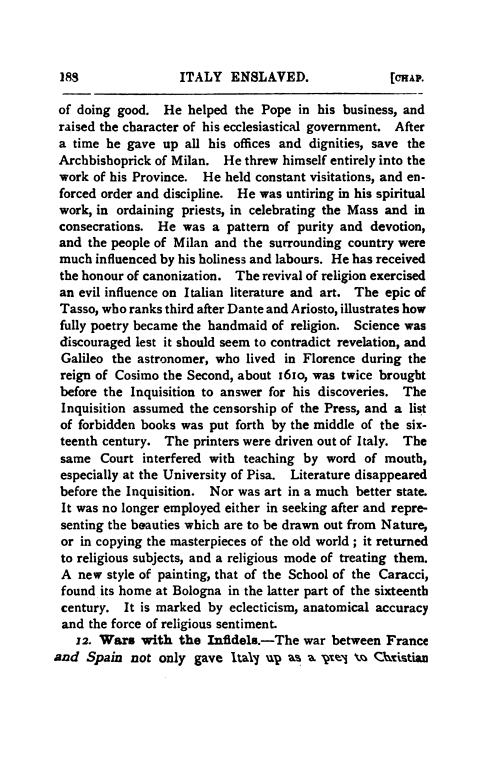 188 ITALY ENSLAVED. [CHAP.
of doing good. He helped the Pope in his business, and
raised the character of his ecclesiastical government. After
a time he gave up all his offices and dignities, save the
Archbishoprick of Milan. He threw himself entirely into the
work of his Province. He held constant visitations, and en-
forced order and discipline. He was untiring in his spiritual
work, in ordaining priests, in celebrating the Mass and in
consecrations. He was a pattern of purity and devotion,
and the people of Milan and the surrounding country were
much influenced by his holiness and labours. He has received
the honour of canonization. The revival of religion exercised
an evil influence on Italian literature and art. The epic of
Tasso, who ranks third after Dante and Ariosto, illustrates how
fully poetry became the handmaid of religion. Science was
discouraged lest it should seem to contradict revelation, and
Galileo the astronomer, who lived in Florence during the
reign of Cosimo the Second, about 1610, was twice brought
before the Inquisition to answer for his discoveries. The
Inquisition assumed the censorship of the Press, and a list
of forbidden books was put forth by the middle of the six-
teenth century. The printers were driven out of Italy. The
same Court interfered with teaching by word of mouth,
especially at the University of Pisa. Literature disappeared
before the Inquisition. Nor was art in a much better state.
It was no longer employed either in seeking after and repre-
senting the beauties which are to be drawn out from Nature,
or in copying the masterpieces of the old world ; it returned
to religious subjects, and a religious mode of treating them.
A new style of painting, that of the School of the Caracci,
found its home at Bologna in the latter part of the sixteenth
century. It is marked by eclecticism, anatomical accuracy
and the force of religious sentiment.
12. Wars with the Infidels.—The war between France
and Spain not only gave Italy up as a prey to Christian